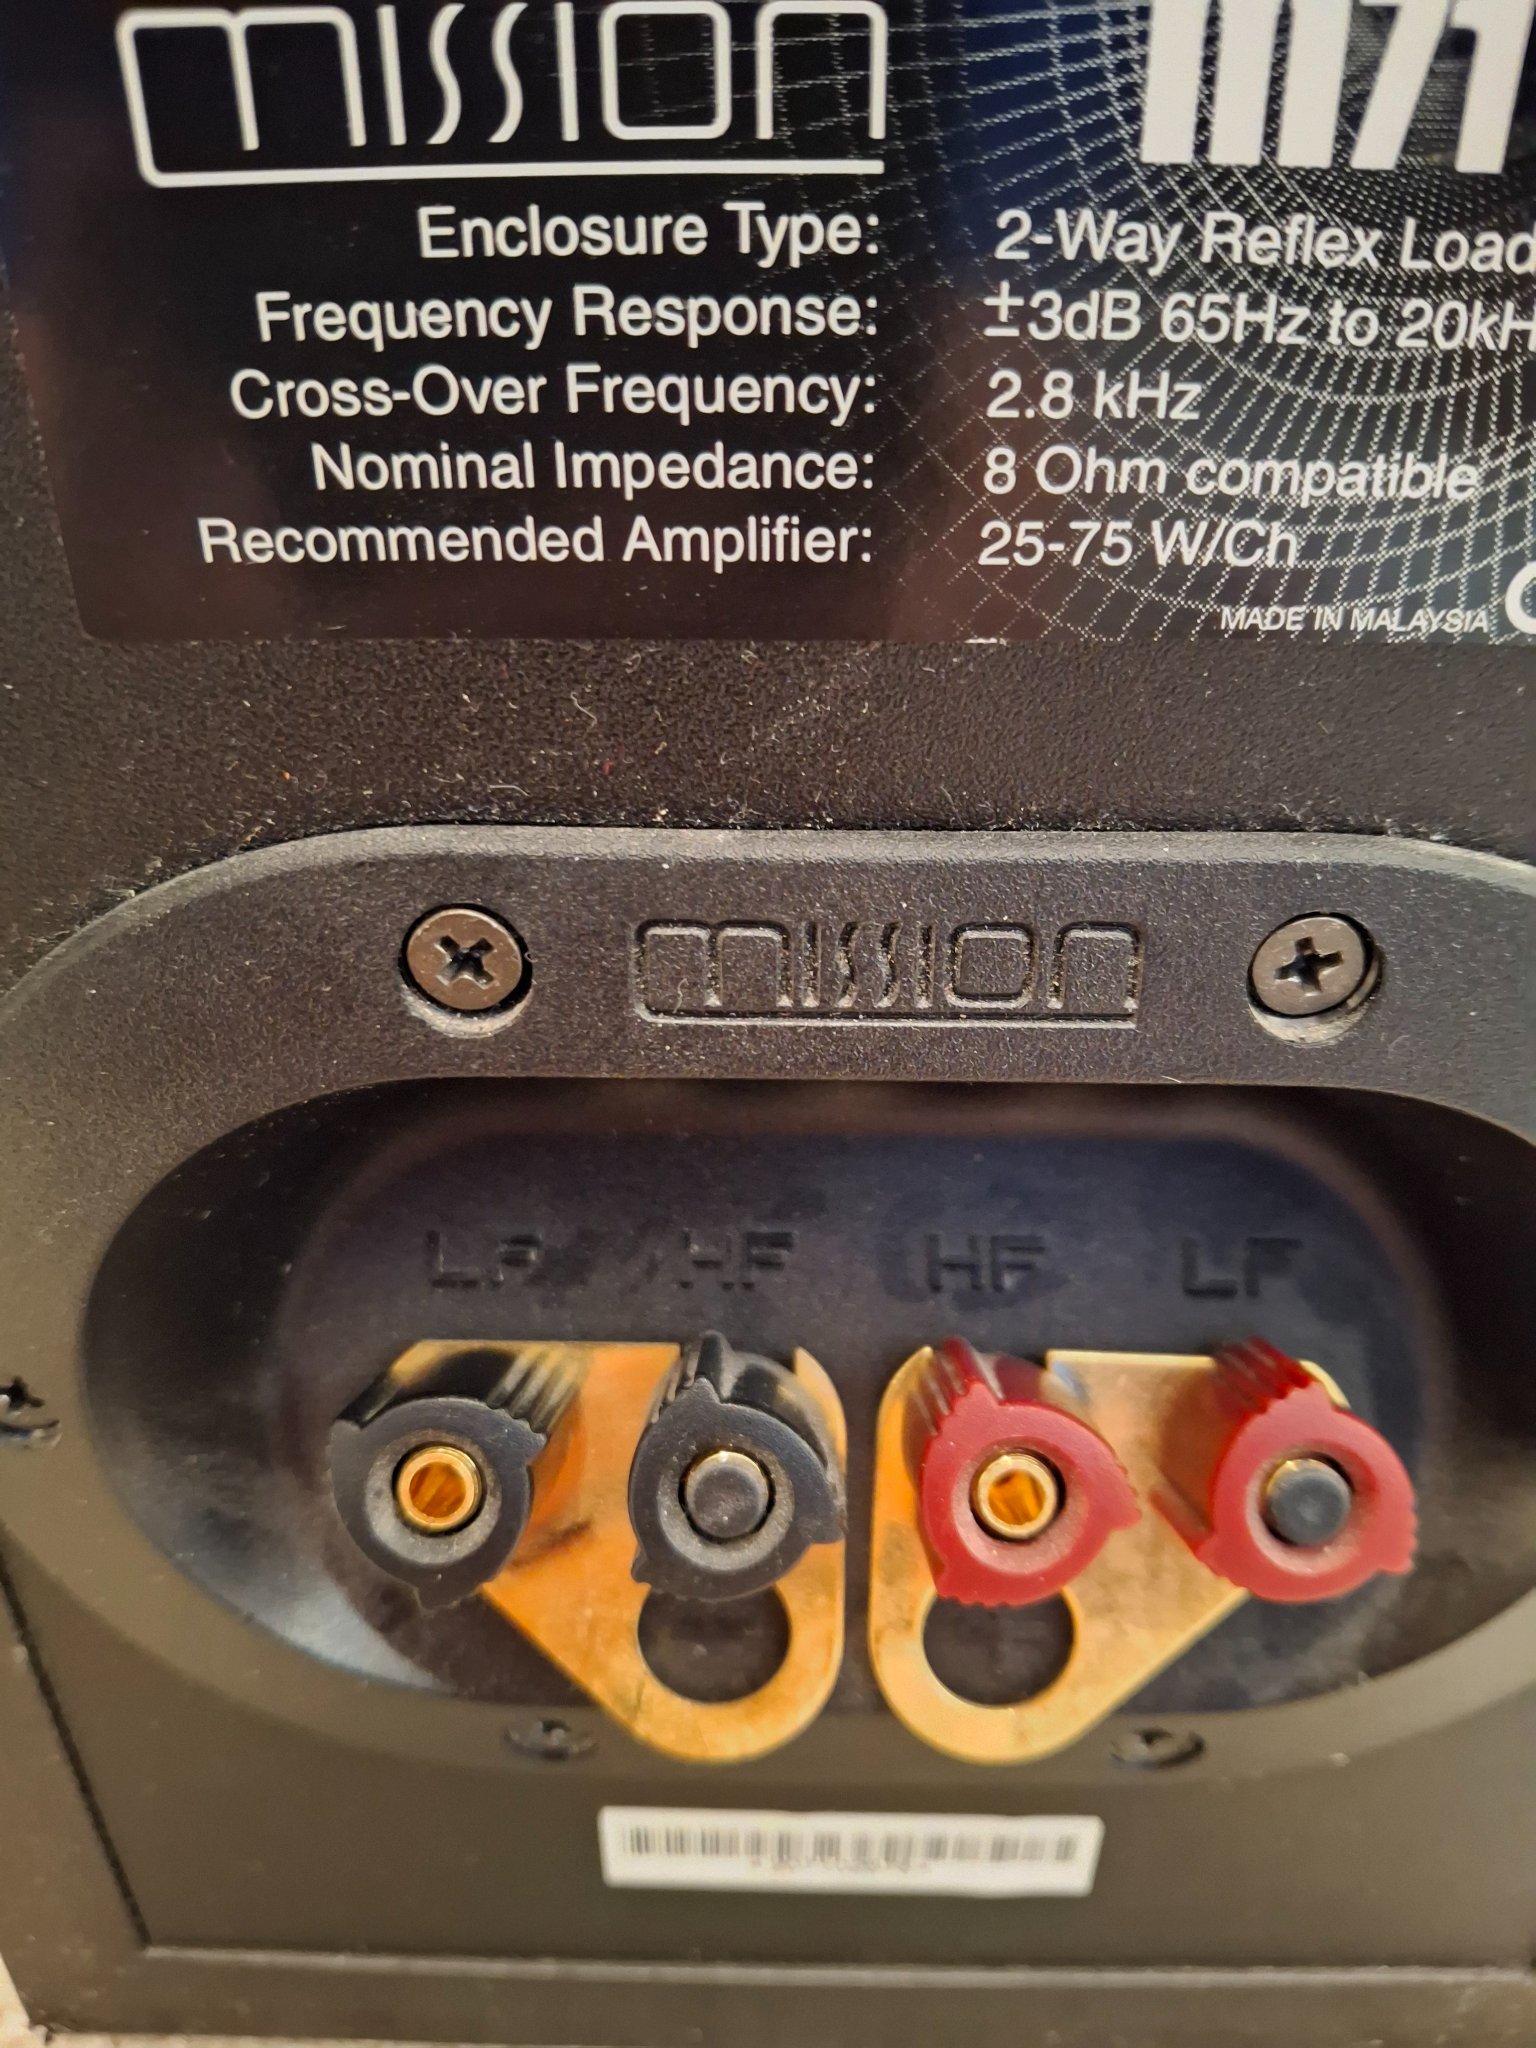 mission m71
Enclosure Type: 2-Way Reflex Load
Frequency Response: ±3dB 65Hz to 20kH
Cross-Over Frequency: 2.8 kHz
Nominal Impedance: 8 Ohm compatible
Recommended Amplifier: 25-75 W/Ch
MADE IN MALAYSIA
mission
LF HF HF LF